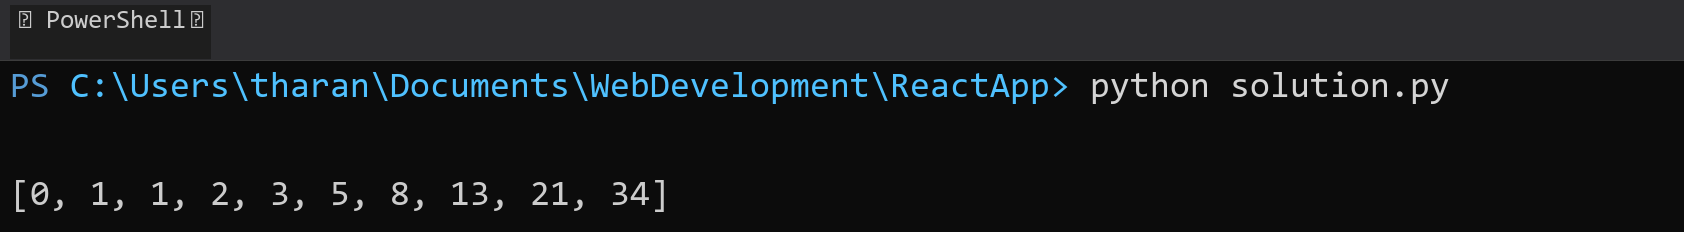 PowerShell
PS C:\Users\tharan\Documents\WebDevelopment\ReactApp> python solution.py
[0, 1, 1, 2, 3, 5, 8, 13, 21, 34]